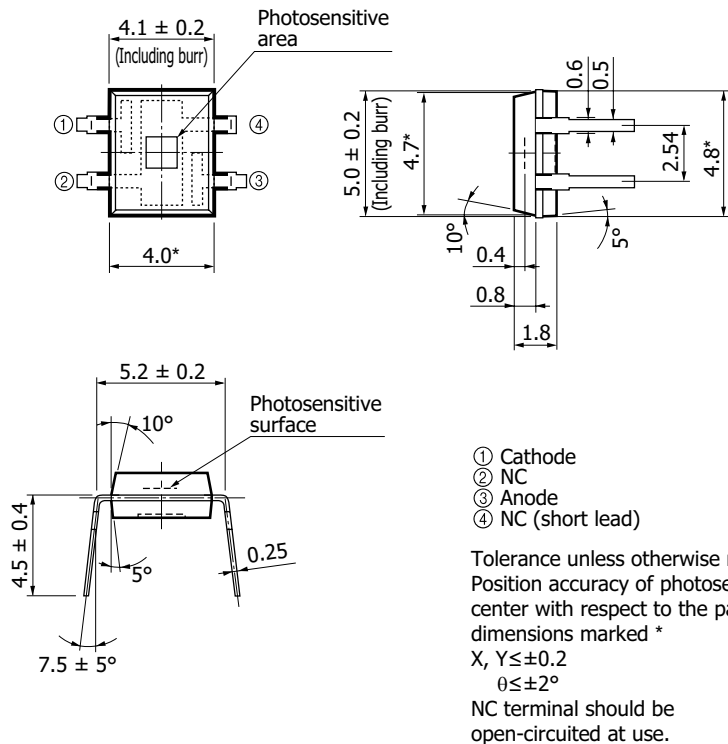 Photosensitive
area
4.1 ± 0.2
(Including burr)
①
④
②
③
4.0*
5.0 ± 0.2
(Including burr)
4.7*
0.6
0.5
2.54
4.8*
10°
5°
0.4
0.8
1.8
5.2 ± 0.2
10°
Photosensitive
surface
4.5 ± 0.4
5°
0.25
7.5 ± 5°
① Cathode
② NC
③ Anode
④ NC (short lead)
Tolerance unless otherwise
Position accuracy of
center with respect to the
dimensions marked *
X, Y≤±0.2
θ≤±2°
NC terminal should be
open-circuited at use.